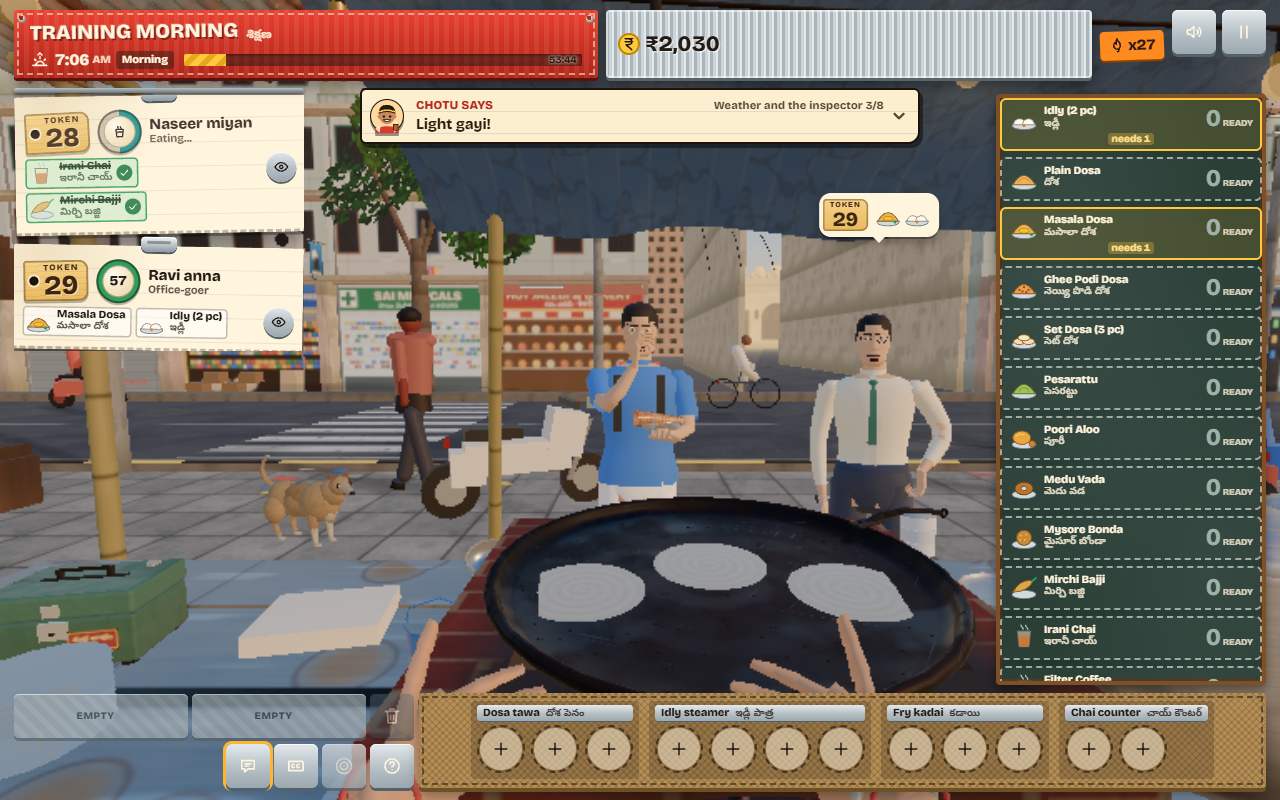 TRAINING MORNING శిక్షణ
7:06 AM Morning 53:44
₹ ₹2,030
x27
TOKEN
28
Naseer miyan
Eating...
Irani Chai
ఇరానీ చాయ్
Mirchi Bajji
మిర్చి బజ్జి
TOKEN
29
57
Ravi anna
Office-goer
Masala Dosa
మసాలా దోశ
Idly (2 pc)
ఇడ్లీ
CHOTU SAYS
Weather and the inspector 3/8
Light gayi!
TOKEN
29
SAI MEDICALS
Idly (2 pc)
ఇడ్లీ
0 READY
needs 1
Plain Dosa
దోశ
0 READY
Masala Dosa
మసాలా దోశ
0 READY
needs 1
Ghee Podi Dosa
నెయ్యి పొడి దోశ
0 READY
Set Dosa (3 pc)
సెట్ దోశ
0 READY
Pesarattu
పెసరట్టు
0 READY
Poori Aloo
పూరీ
0 READY
Medu Vada
మెదు వడ
0 READY
Mysore Bonda
మైసూర్ బోండా
0 READY
Mirchi Bajji
మిర్చి బజ్జి
0 READY
Irani Chai
ఇరానీ చాయ్
0 READY
Filter Coffee
EMPTY
EMPTY
CC
Dosa tawa దోశ పెనం
Idly steamer ఇడ్లీ పాత్ర
Fry kadai కడాయి
Chai counter చాయ్ కౌంటర్